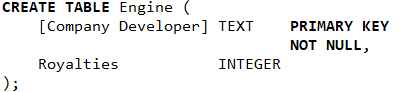 CREATE TABLE Engine (
    [Company Developer] TEXT    PRIMARY KEY
                                NOT NULL,
    Royalties           INTEGER
);